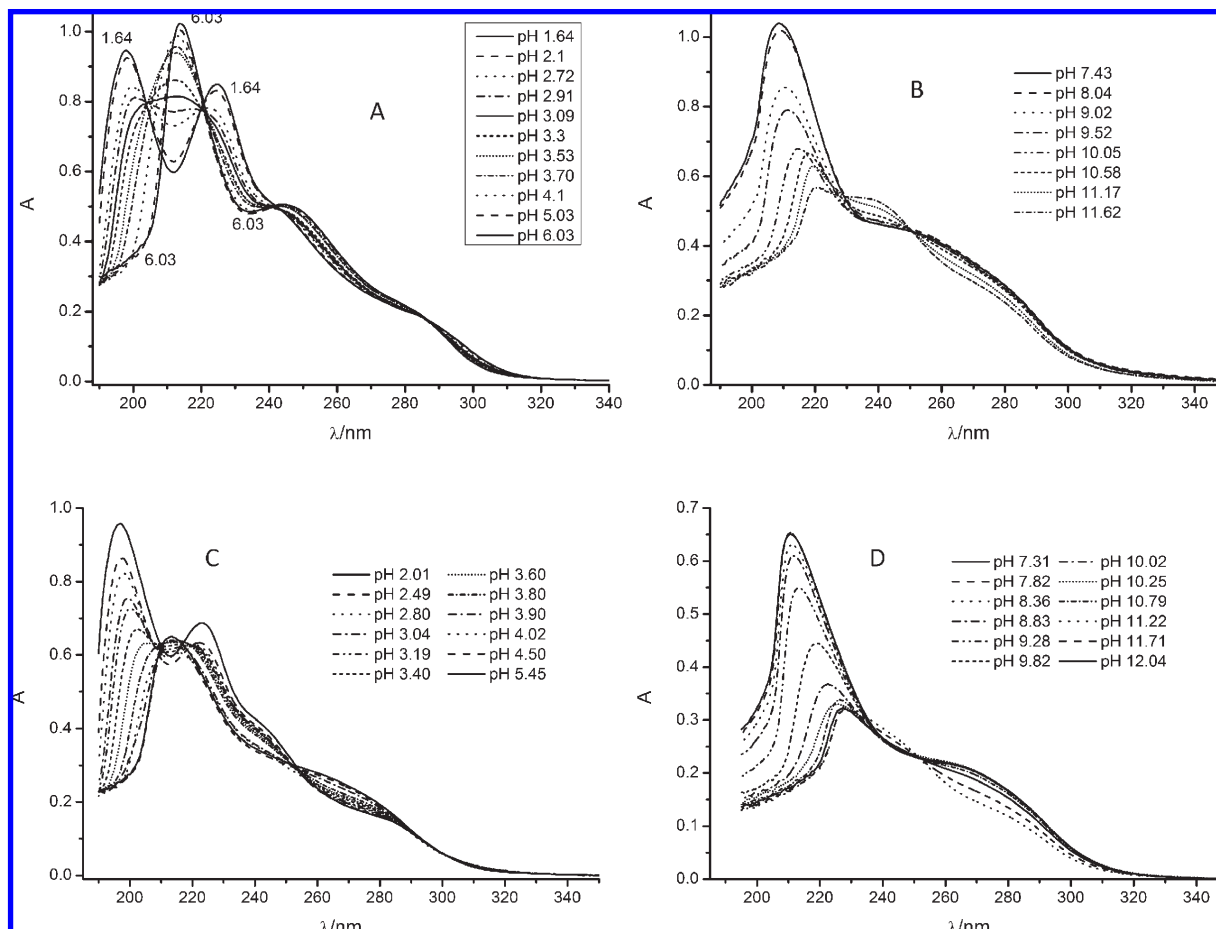 A
1.0
0.8
0.6
0.4
0.2
0.0
200
220
240
260
280
300
320
340
λ/nm
1.64
6.03
1.64
6.03
6.03
A
pH 1.64
pH 2.1
pH 2.72
pH 2.91
pH 3.09
pH 3.3
pH 3.53
pH 3.70
pH 4.1
pH 5.03
pH 6.03
A
1.0
0.8
0.6
0.4
0.2
0.0
200
220
240
260
280
300
320
340
λ/nm
B
pH 7.43
pH 8.04
pH 9.02
pH 9.52
pH 10.05
pH 10.58
pH 11.17
pH 11.62
A
1.0
0.8
0.6
0.4
0.2
0.0
200
220
240
260
280
300
320
340
λ/nm
C
pH 2.01
pH 2.49
pH 2.80
pH 3.04
pH 3.19
pH 3.40
pH 3.60
pH 3.80
pH 3.90
pH 4.02
pH 4.50
pH 5.45
A
0.7
0.6
0.5
0.4
0.3
0.2
0.1
0.0
200
220
240
260
280
300
320
340
λ/nm
D
pH 7.31
pH 7.82
pH 8.36
pH 8.83
pH 9.28
pH 9.82
pH 10.02
pH 10.25
pH 10.79
pH 11.22
pH 11.71
pH 12.04